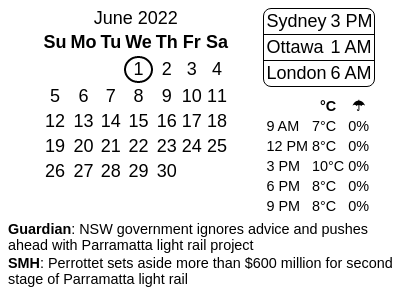 June 2022
Su Mo Tu We Th Fr Sa
1 2 3 4
5 6 7 8 9 10 11
12 13 14 15 16 17 18
19 20 21 22 23 24 25
26 27 28 29 30
Sydney 3 PM
Ottawa 1 AM
London 6 AM
°C ☂
9 AM 7°C 0%
12 PM 8°C 0%
3 PM 10°C 0%
6 PM 8°C 0%
9 PM 8°C 0%
Guardian: NSW government ignores advice and pushes
ahead with Parramatta light rail project
SMH: Perrottet sets aside more than $600 million for second
stage of Parramatta light rail